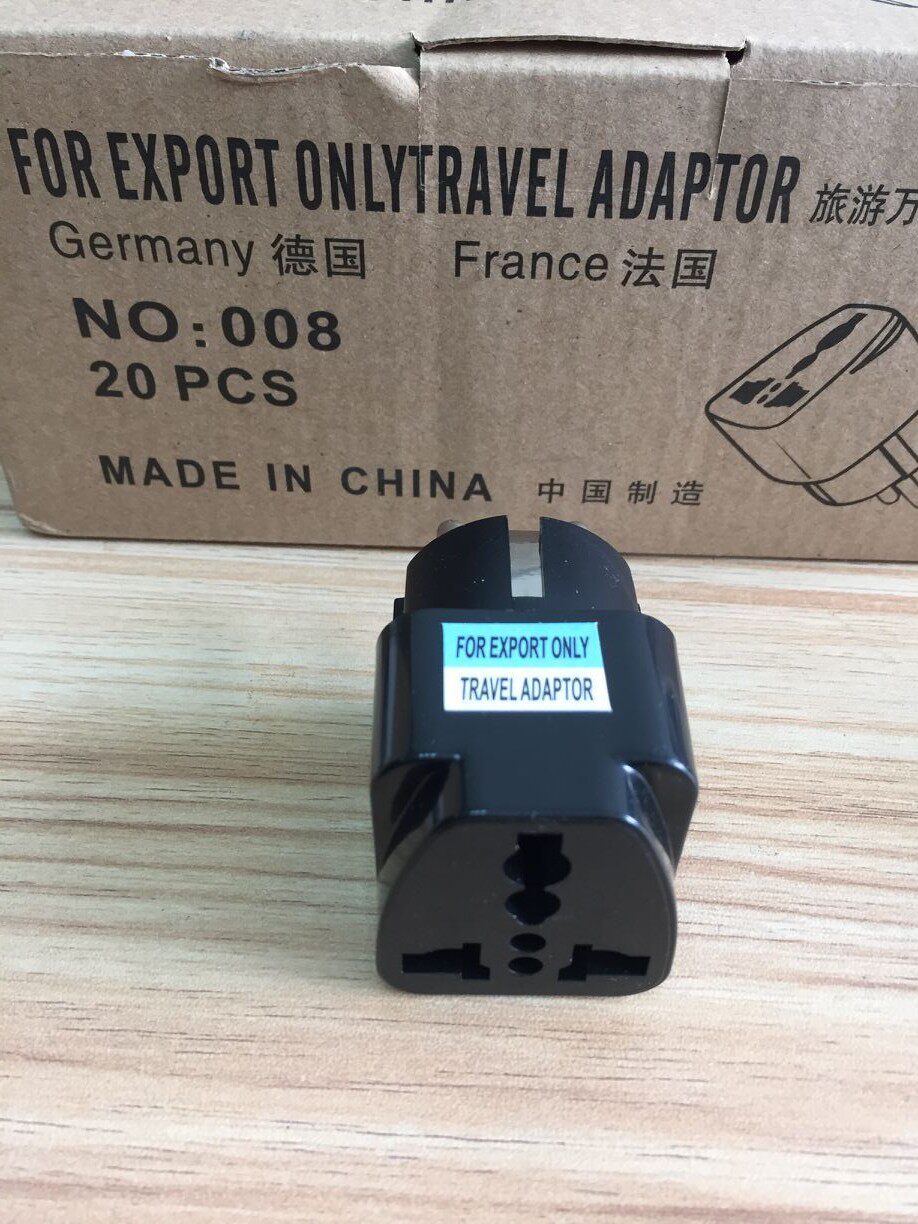 FOR EXPORT ONLYTRAVEL ADAPTOR 旅游万
Germany 德国 France 法国
NO:008
20 PCS
MADE IN CHINA 中国制造
FOR EXPORT ONLY
TRAVEL ADAPTOR